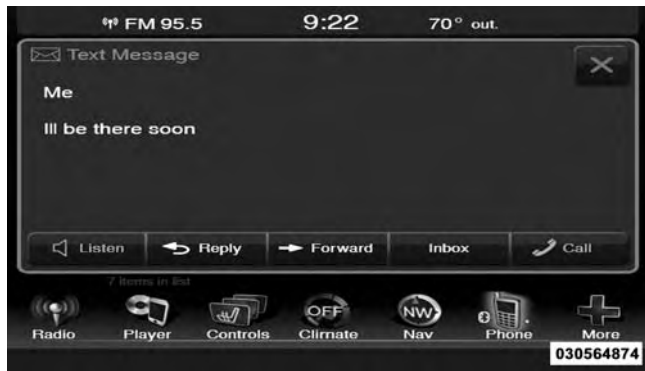 FM 95.5 9:22 70° out.
Text Message
Me
Ill be there soon
Listen Reply Forward Inbox Call
7 items in list
OFF NW
Radio Player Controls Climate Nav Phone More
030564874